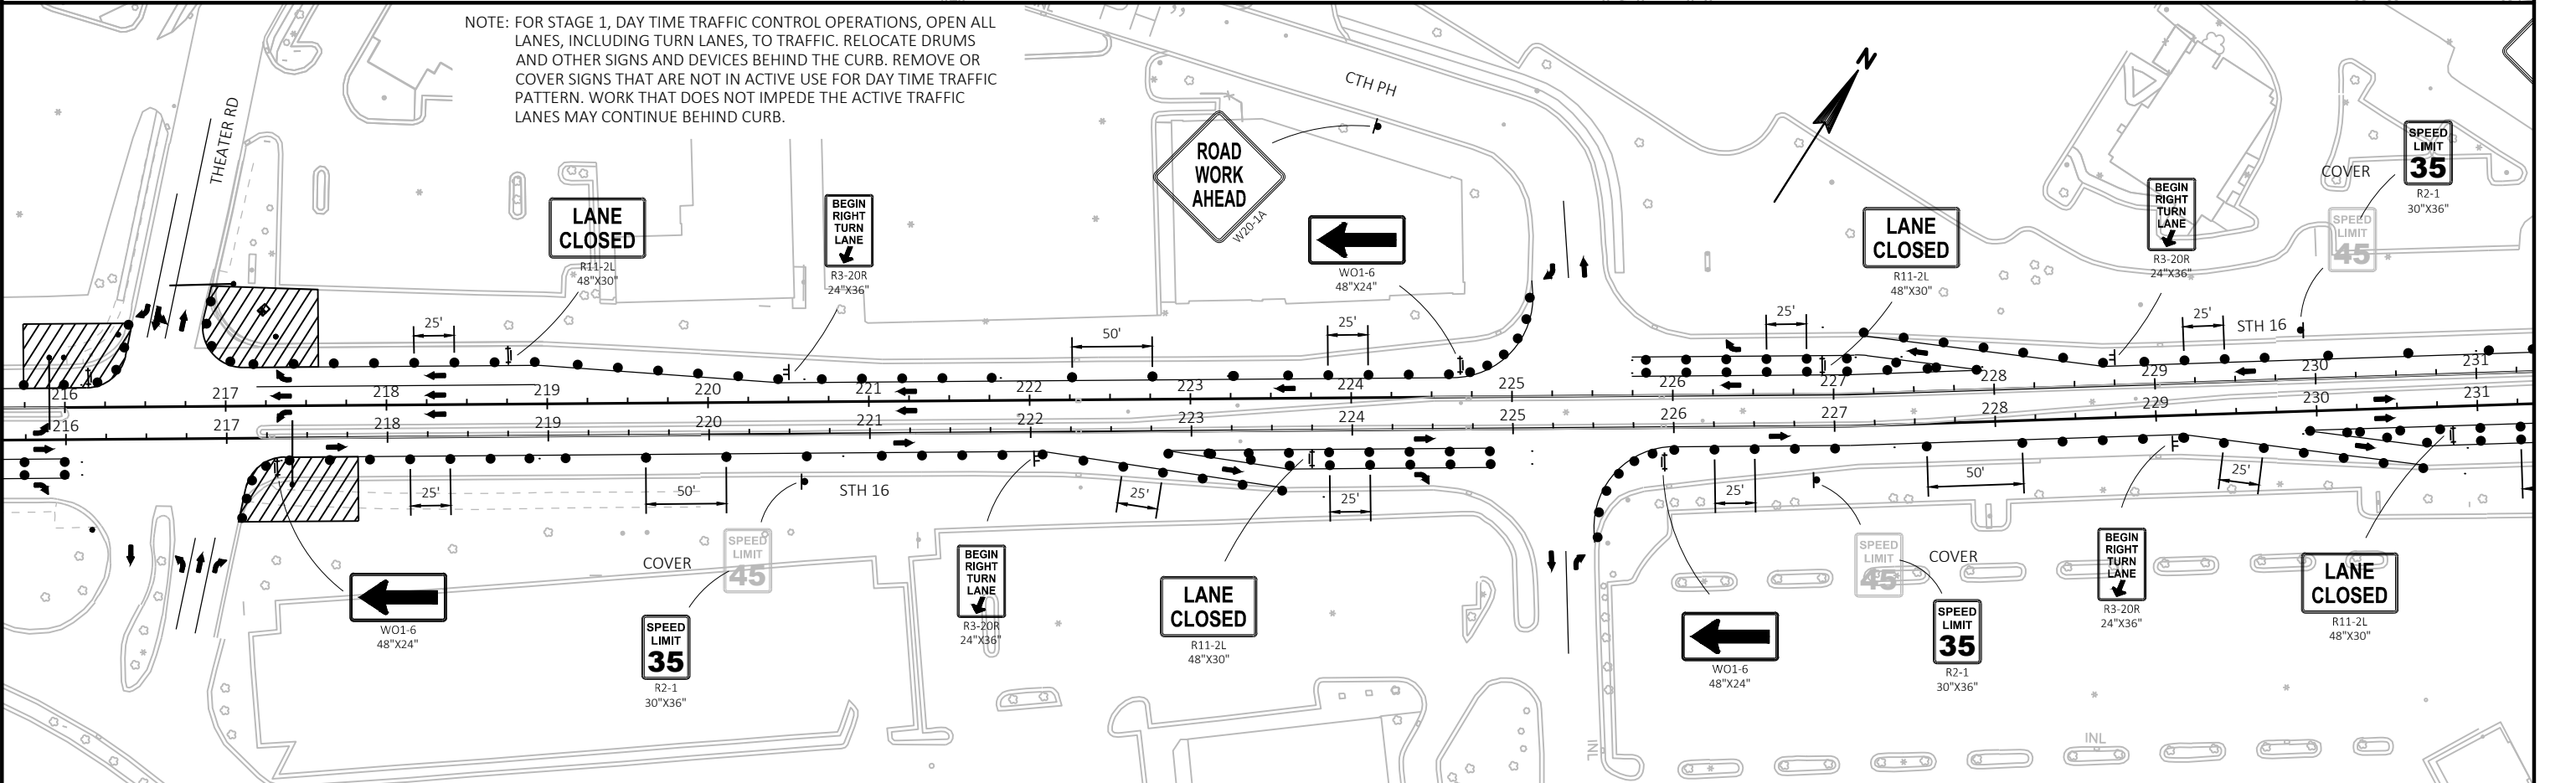 NOTE: FOR STAGE 1, DAY TIME TRAFFIC CONTROL OPERATIONS, OPEN ALL
LANES, INCLUDING TURN LANES, TO TRAFFIC. RELOCATE DRUMS
AND OTHER SIGNS AND DEVICES BEHIND THE CURB. REMOVE OR
COVER SIGNS THAT ARE NOT IN ACTIVE USE FOR DAY TIME TRAFFIC
PATTERN. WORK THAT DOES NOT IMPEDE THE ACTIVE TRAFFIC
LANES MAY CONTINUE BEHIND CURB.
PH"
THEATER RD
CTH PH
N
LANE
CLOSED
R11-2L
48"X30"
BEGIN
RIGHT
TURN
LANE
R3-20R
24"X36"
ROAD
WORK
AHEAD
W20-1A
WO1-6
48"X24"
LANE
CLOSED
R11-2L
48"X30"
BEGIN
RIGHT
TURN
LANE
R3-20R
24"X36"
COVER
SPEED
LIMIT
45
SPEED
LIMIT
35
R2-1
30"X36"
25'
50'
25'
25'
25'
STH 16
216 217 218 219 220 221 222 223 224 225 226 227 228 229 230 231
216 217 218 219 220 221 222 223 224 225 226 227 228 229 230 231
25'
50'
STH 16
25'
25'
25'
50'
25'
WO1-6
48"X24"
COVER
SPEED
LIMIT
45
SPEED
LIMIT
35
R2-1
30"X36"
BEGIN
RIGHT
TURN
LANE
R3-20R
24"X36"
LANE
CLOSED
R11-2L
48"X30"
WO1-6
48"X24"
SPEED
LIMIT
45
COVER
SPEED
LIMIT
35
R2-1
30"X36"
BEGIN
RIGHT
TURN
LANE
R3-20R
24"X36"
LANE
CLOSED
R11-2L
48"X30"
INL
INL